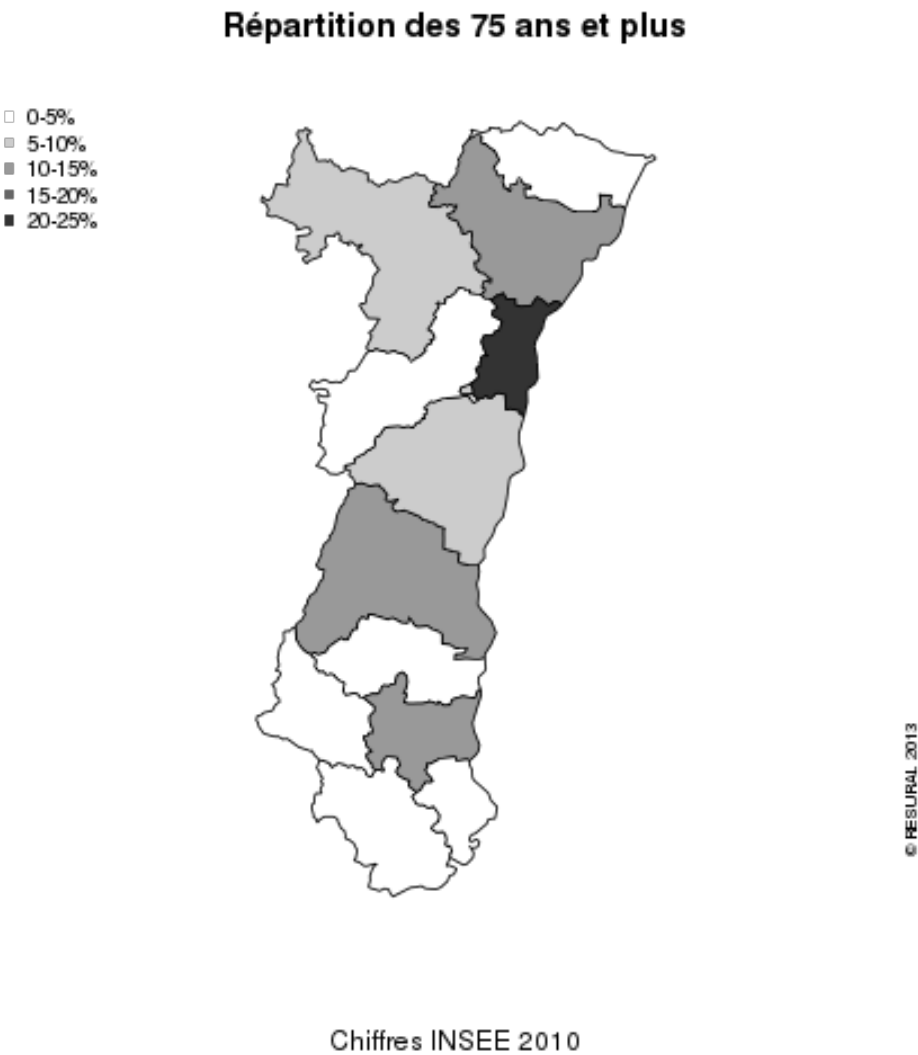 Répartition des 75 ans et plus
0-5%
5-10%
10-15%
15-20%
20-25%
© RESURAL 2013
Chiffres INSEE 2010